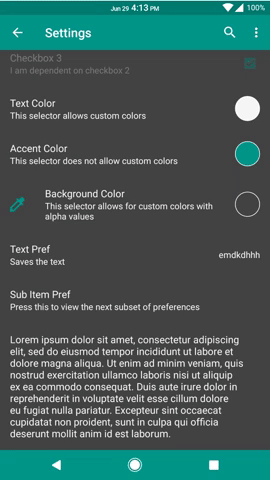 Jun 29 4:13 PM 100%
Settings
Checkbox 3
I am dependent on checkbox 2
Text Color
This selector allows custom colors
Accent Color
This selector does not allow custom colors
Background Color
This selector allows for custom colors with
alpha values
Text Pref
Saves the text
emdkdhhh
Sub Item Pref
Press this to view the next subset of preferences
Lorem ipsum dolor sit amet, consectetur adipiscing
elit, sed do eiusmod tempor incididunt ut labore et
dolore magna aliqua. Ut enim ad minim veniam, quis
nostrud exercitation ullamco laboris nisi ut aliquip
ex ea commodo consequat. Duis aute irure dolor in
reprehenderit in voluptate velit esse cillum dolore
eu fugiat nulla pariatur. Excepteur sint occaecat
cupidatat non proident, sunt in culpa qui officia
deserunt mollit anim id est laborum.